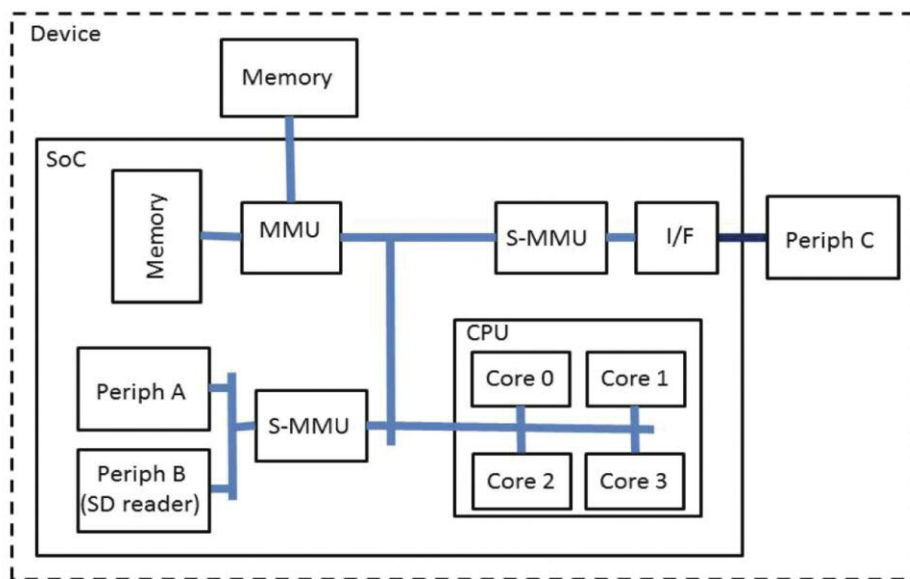 Device
Memory
SoC
Memory
MMU
S-MMU
I/F
Periph C
CPU
Core 0
Core 1
Periph A
S-MMU
Periph B
(SD reader)
Core 2
Core 3